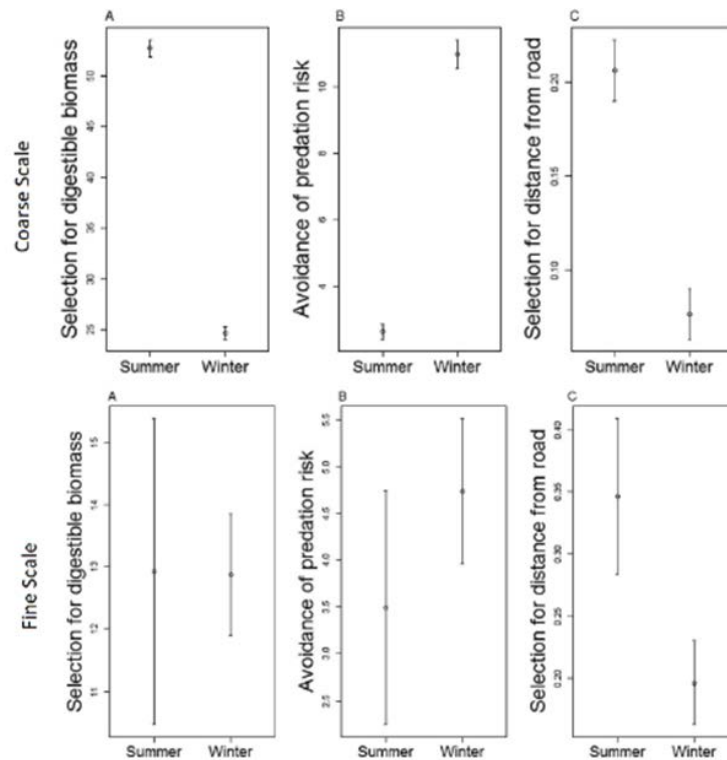 Coarse Scale
A
Selection for digestible biomass
50
45
40
35
30
25
Summer Winter
B
Avoidance of predation risk
10
8
6
4
Summer Winter
C
Selection for distance from road
0.20
0.15
0.10
Summer Winter
Fine Scale
A
Selection for digestible biomass
15
14
13
12
11
Summer Winter
B
Avoidance of predation risk
5.5
5.0
4.5
4.0
3.5
3.0
2.5
Summer Winter
C
Selection for distance from road
0.40
0.35
0.30
0.25
0.20
Summer Winter